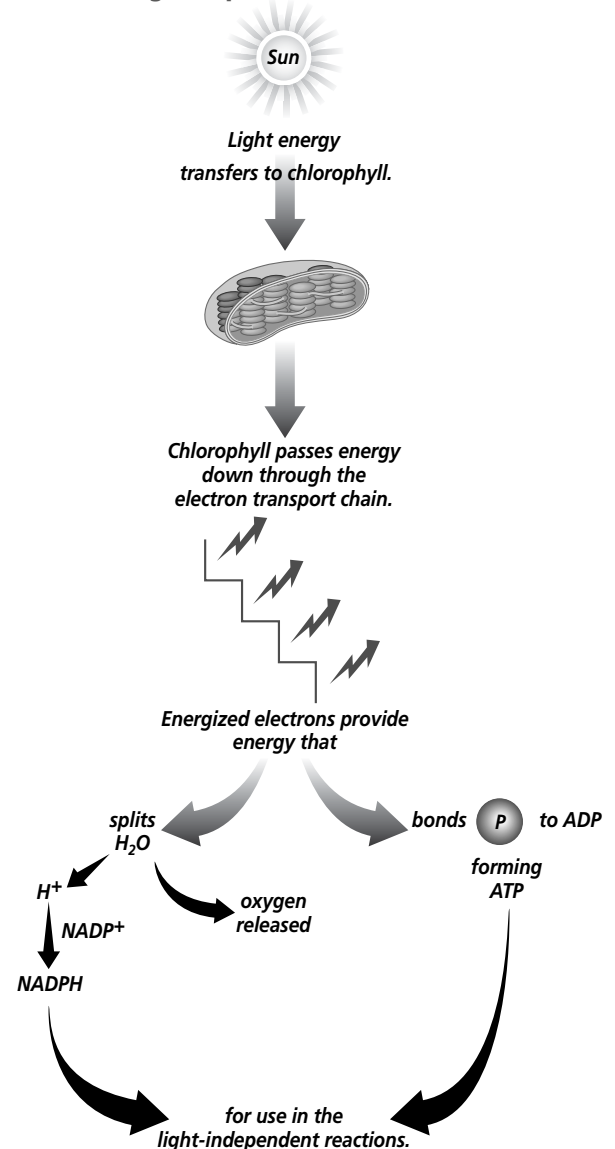 Sun
Light energy
transfers to chlorophyll.
Chlorophyll passes energy
down through the
electron transport chain.
Energized electrons provide
energy that
splits
H₂O
H⁺
NADP⁺
NADPH
oxygen
released
bonds P to ADP
forming
ATP
for use in the
light-independent reactions.